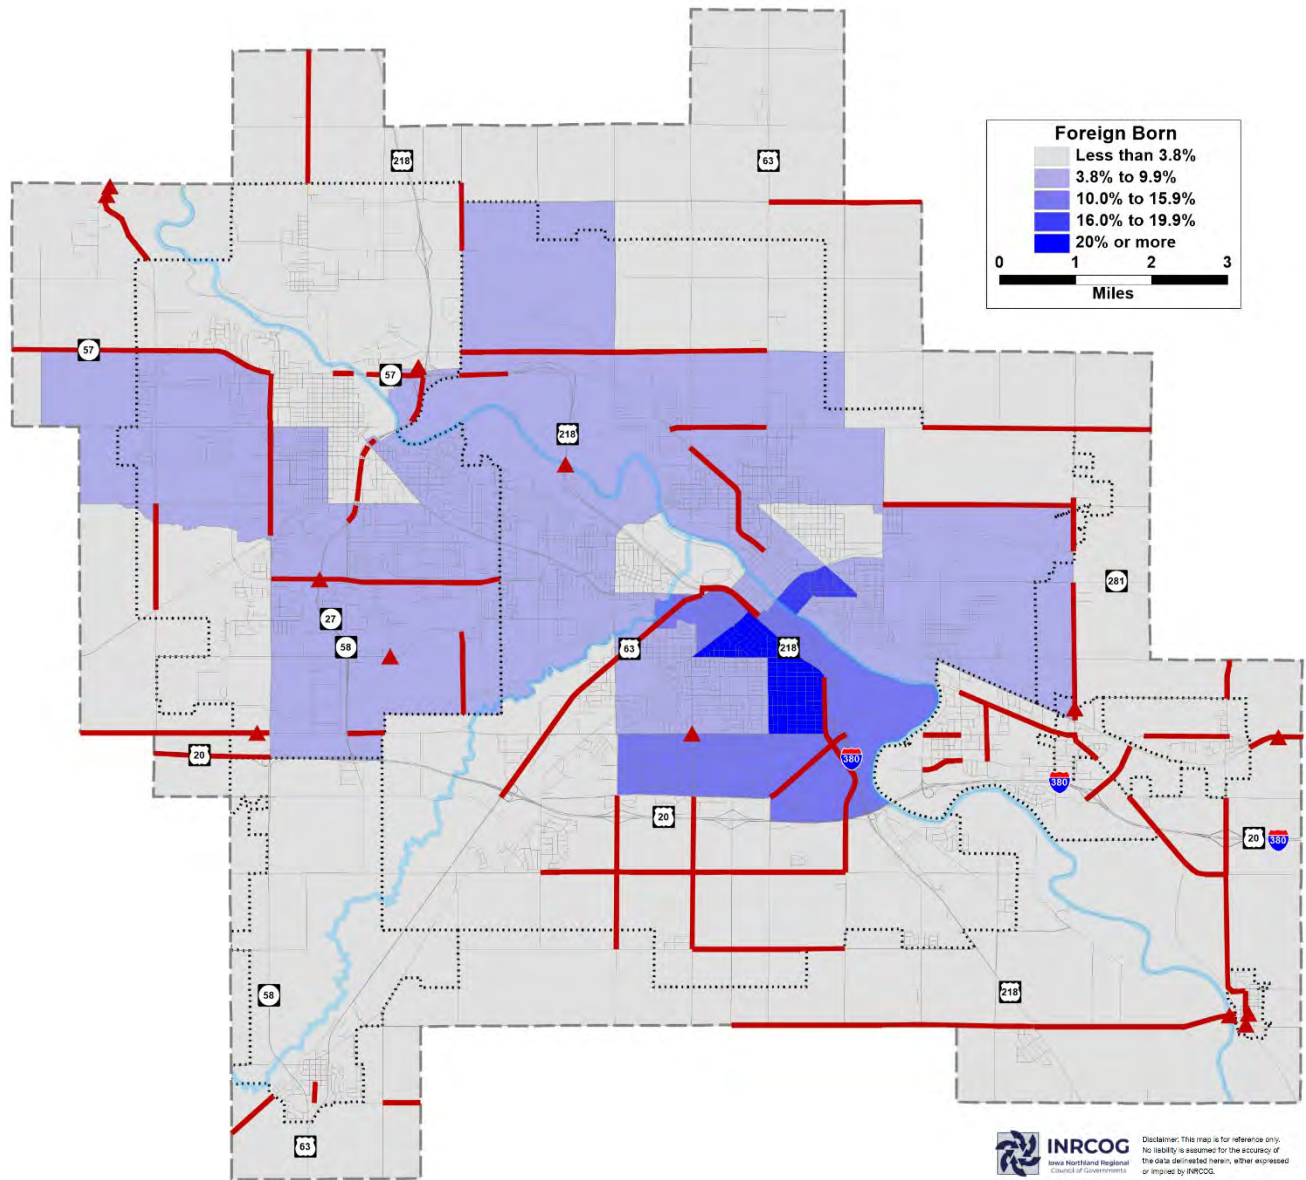 218
63
Foreign Born
Less than 3.8%
3.8% to 9.9%
10.0% to 15.9%
16.0% to 19.9%
20% or more
0 1 2 3
Miles
57
57
218
281
27
58
63
218
20
380
380
20
20
380
58
218
63
INRCOG
Iowa Northland Regional
Council of Governments
Disclaimer: This map is for reference only.
No liability is assumed for the accuracy of
the data delineated herein, either expressed
or implied by INRCOG.